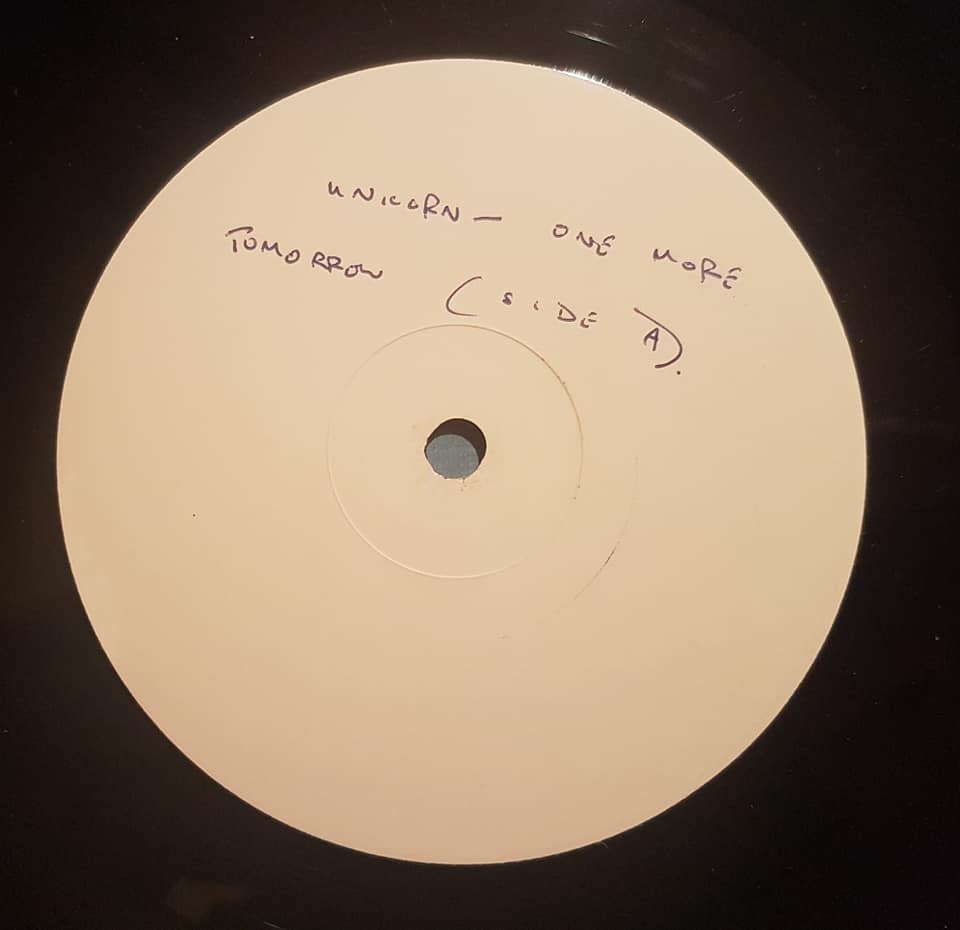 UNICORN — ONE MORE
TOMORROW (SIDE A).